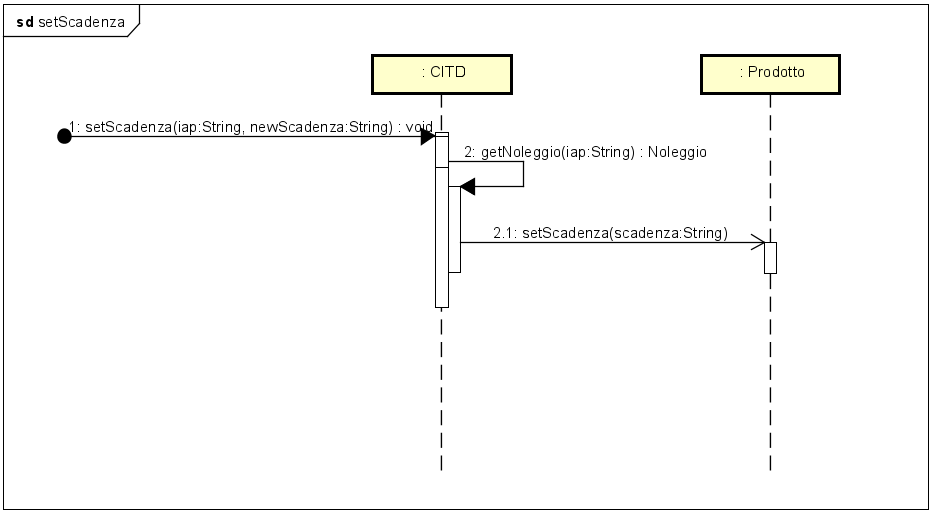 sd setScadenza
: CITD
: Prodotto
1: setScadenza(iap:String, newScadenza:String) : void
2: getNoleggio(iap:String) : Noleggio
2.1: setScadenza(scadenza:String)